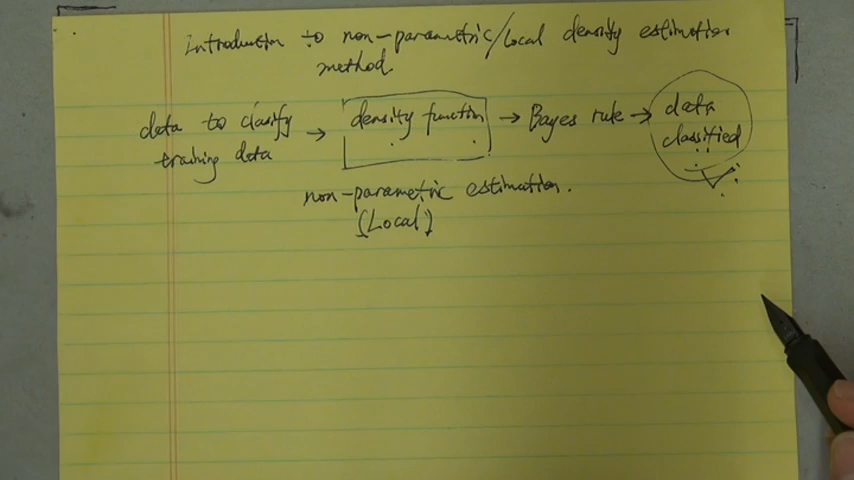 Introduction to non-parametric/Local density estimation
method.
data to classify → density function → Bayes rule → data
training data classified
non-parametric estimation.
(Local)